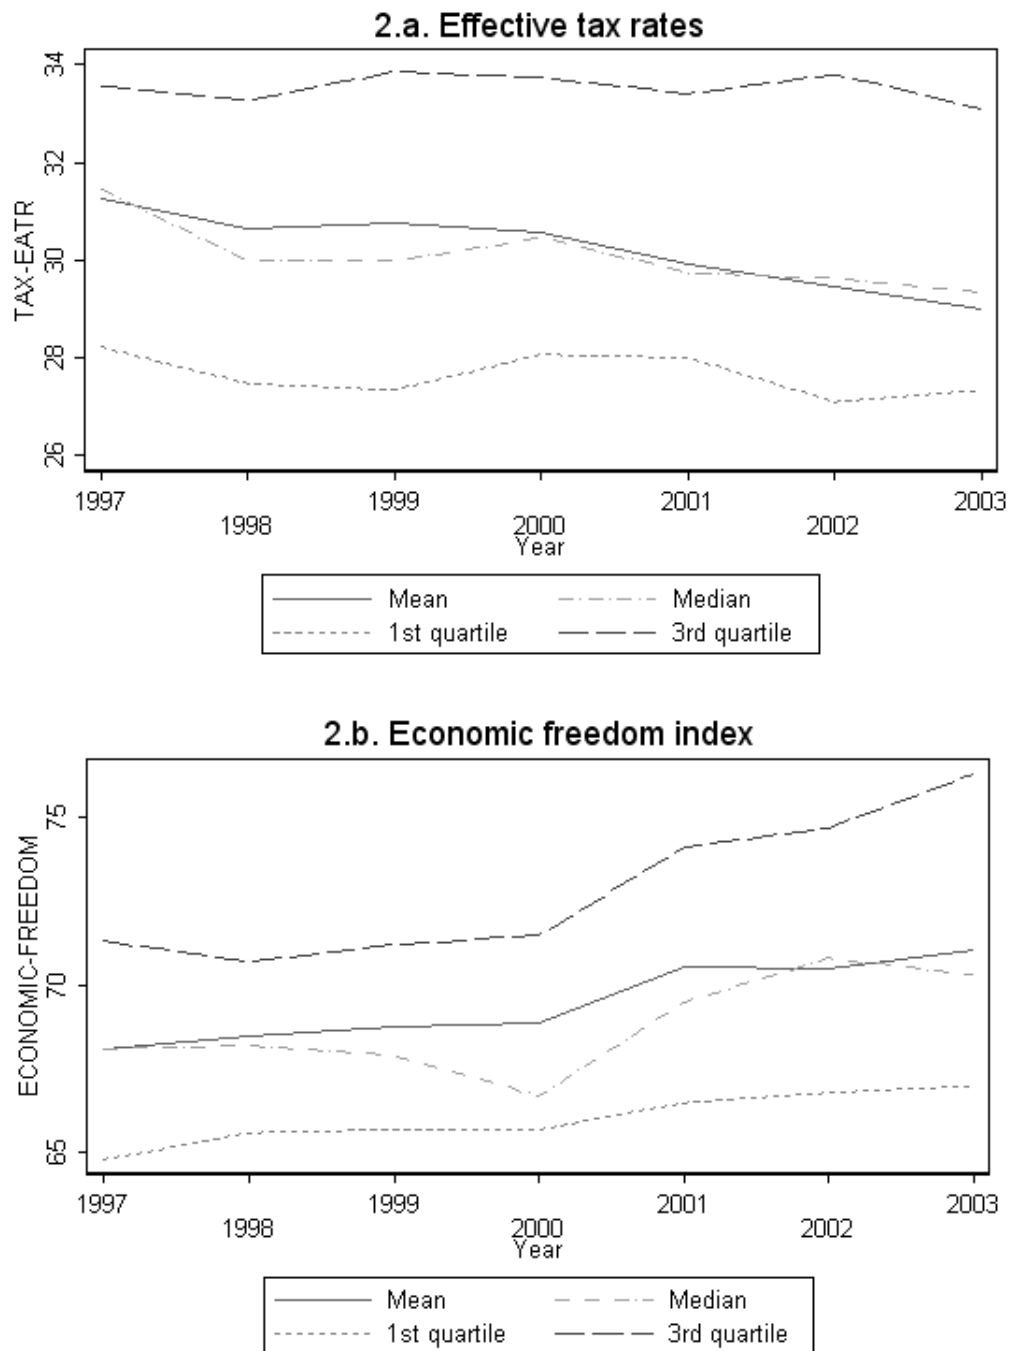 2.a. Effective tax rates
34
32
30
28
26
TAX-EATR
1997 1998 1999 2000 2001 2002 2003
Year
Mean Median
1st quartile 3rd quartile
2.b. Economic freedom index
75
70
65
ECONOMIC-FREEDOM
1997 1998 1999 2000 2001 2002 2003
Year
Mean Median
1st quartile 3rd quartile